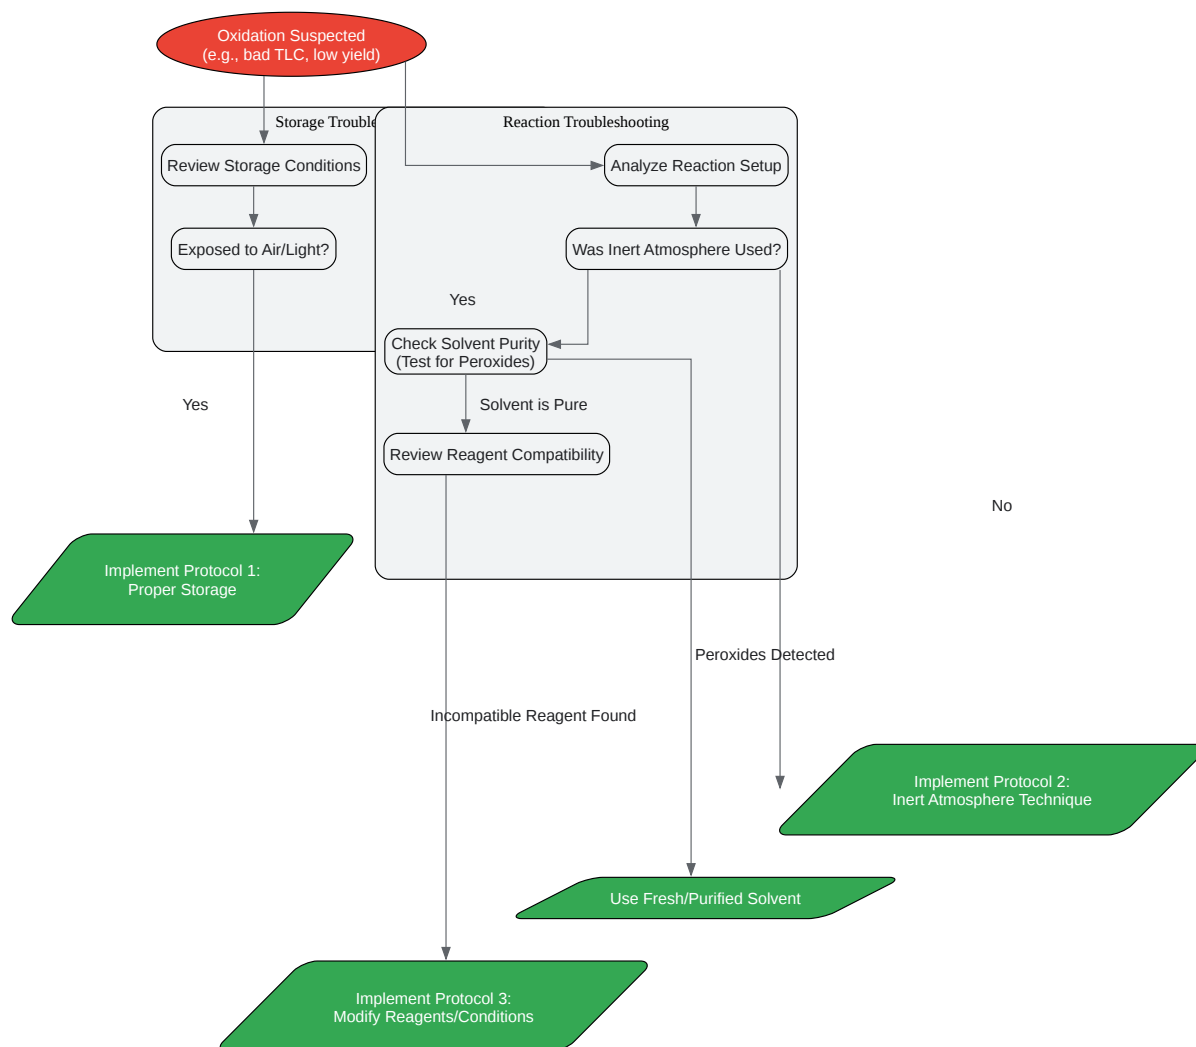 Oxidation Suspected
(e.g., bad TLC, low yield)
Storage Trouble
Reaction Troubleshooting
Review Storage Conditions
Analyze Reaction Setup
Exposed to Air/Light?
Was Inert Atmosphere Used?
Yes
Check Solvent Purity
(Test for Peroxides)
Yes
Solvent is Pure
Review Reagent Compatibility
No
Implement Protocol 1:
Proper Storage
Peroxides Detected
Incompatible Reagent Found
Implement Protocol 2:
Inert Atmosphere Technique
Use Fresh/Purified Solvent
Implement Protocol 3:
Modify Reagents/Conditions